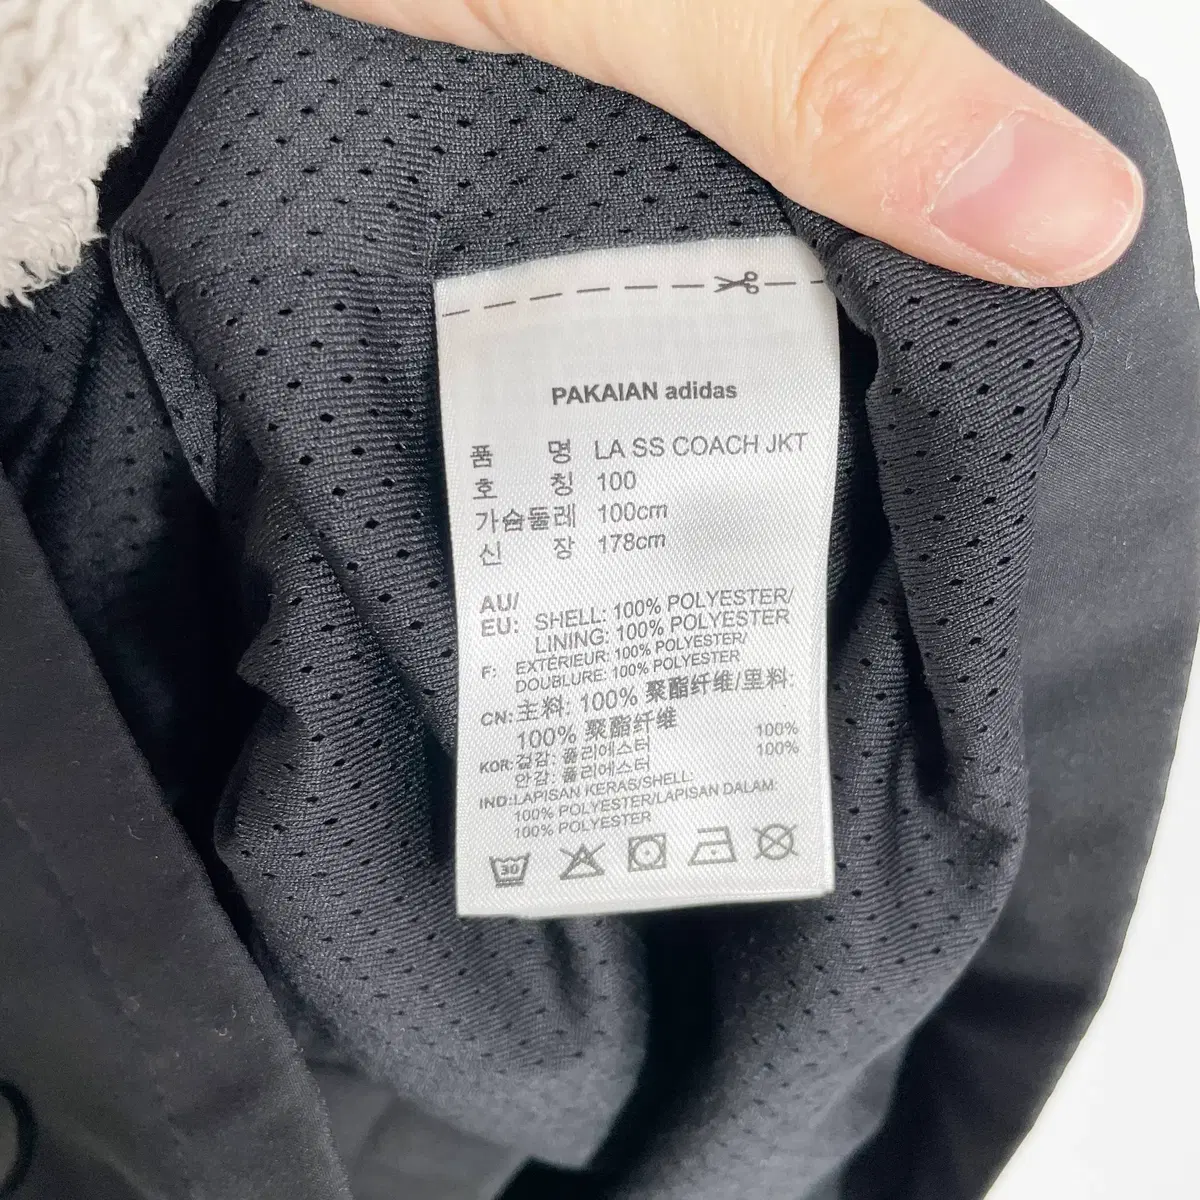 PAKAIAN adidas
품 명 LA SS COACH JKT
호 칭 100
가슴둘레 100cm
신 장 178cm
AU/
EU: SHELL: 100% POLYESTER/
LINING: 100% POLYESTER
F: EXTÉRIEUR: 100% POLYESTER/
DOUBLURE: 100% POLYESTER
CN: 主料: 100% 聚酯纤维/里料:
100% 聚酯纤维
KOR: 겉감: 폴리에스터 100%
안감: 폴리에스터 100%
IND: LAPISAN KERAS/SHELL:
100% POLYESTER/LAPISAN DALAM:
100% POLYESTER
30